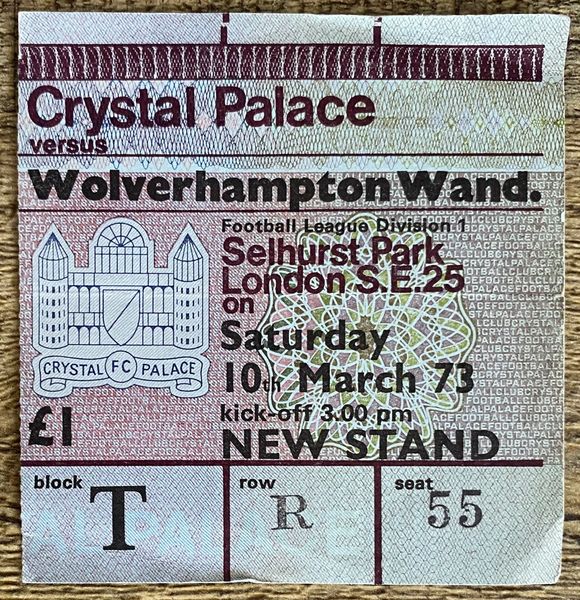 Crystal Palace
versus
Wolverhampton Wand.
Football League Division 1
Selhurst Park
London S.E.25
on
Saturday
10th March 73
kick-off 3.00 pm
CRYSTAL FC PALACE
£1
NEW STAND
block T
row R
seat 55